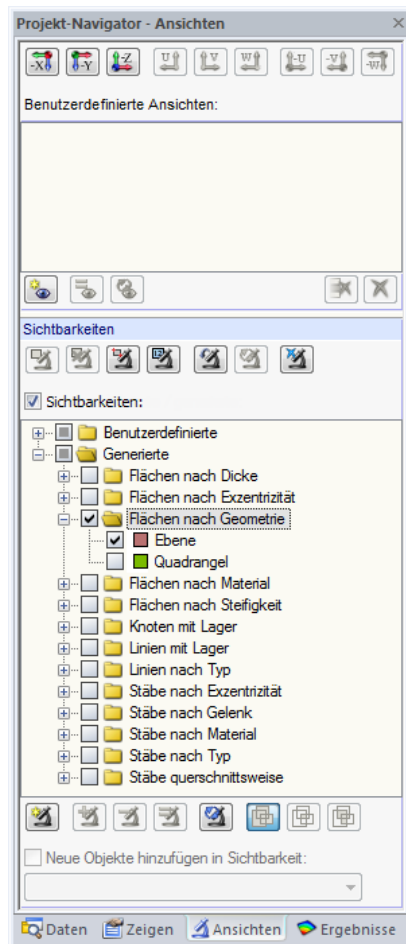 Projekt-Navigator - Ansichten
-X -Y -Z U V W -U -V -W
Benutzerdefinierte Ansichten:
Sichtbarkeiten
Sichtbarkeiten:
Benutzerdefinierte
Generierte
Flächen nach Dicke
Flächen nach Exzentrizität
Flächen nach Geometrie
Ebene
Quadrangel
Flächen nach Material
Flächen nach Steifigkeit
Knoten mit Lager
Linien mit Lager
Linien nach Typ
Stäbe nach Exzentrizität
Stäbe nach Gelenk
Stäbe nach Material
Stäbe nach Typ
Stäbe querschnittsweise
Neue Objekte hinzufügen in Sichtbarkeit:
Daten Zeigen Ansichten Ergebnisse